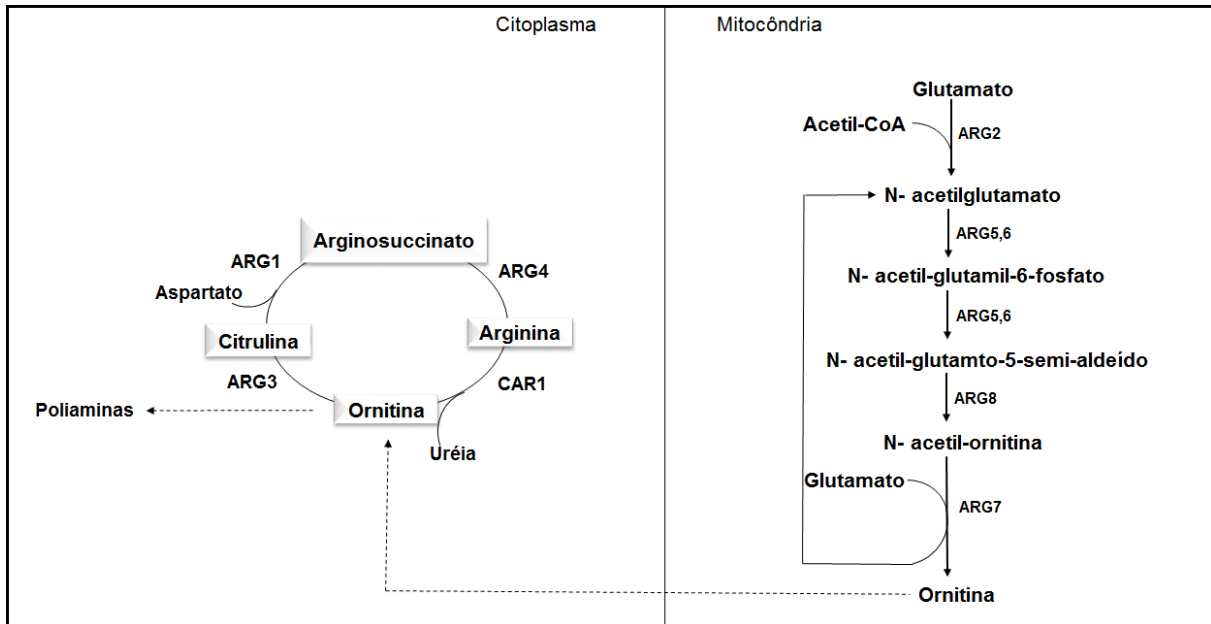 Citoplasma
Mitocôndria
Glutamato
Acetil-CoA
ARG2
N- acetilglutamato
ARG5,6
N- acetil-glutamil-6-fosfato
ARG5,6
N- acetil-glutamto-5-semi-aldeído
ARG8
N- acetil-ornitina
Glutamato
ARG7
Ornitina
Arginosuccinato
ARG1
ARG4
Aspartato
Citrulina
Arginina
ARG3
CAR1
Poliaminas
Ornitina
Uréia